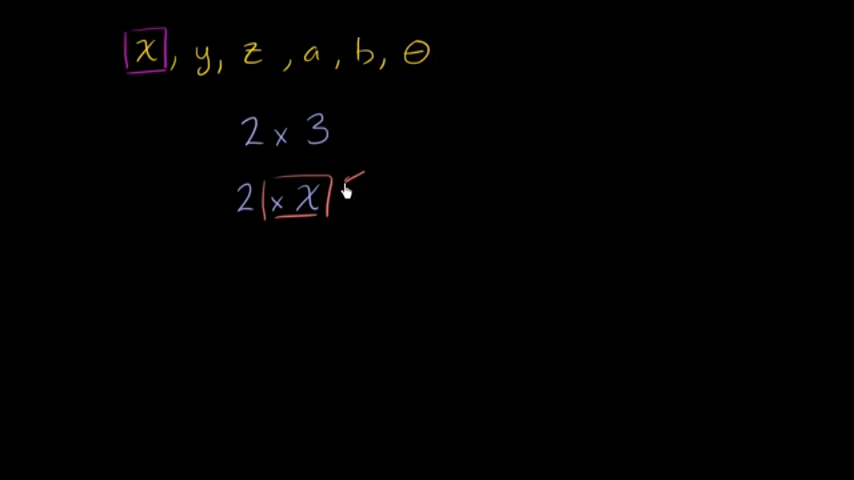 x, y, z, a, b, θ
2 × 3
2 × x